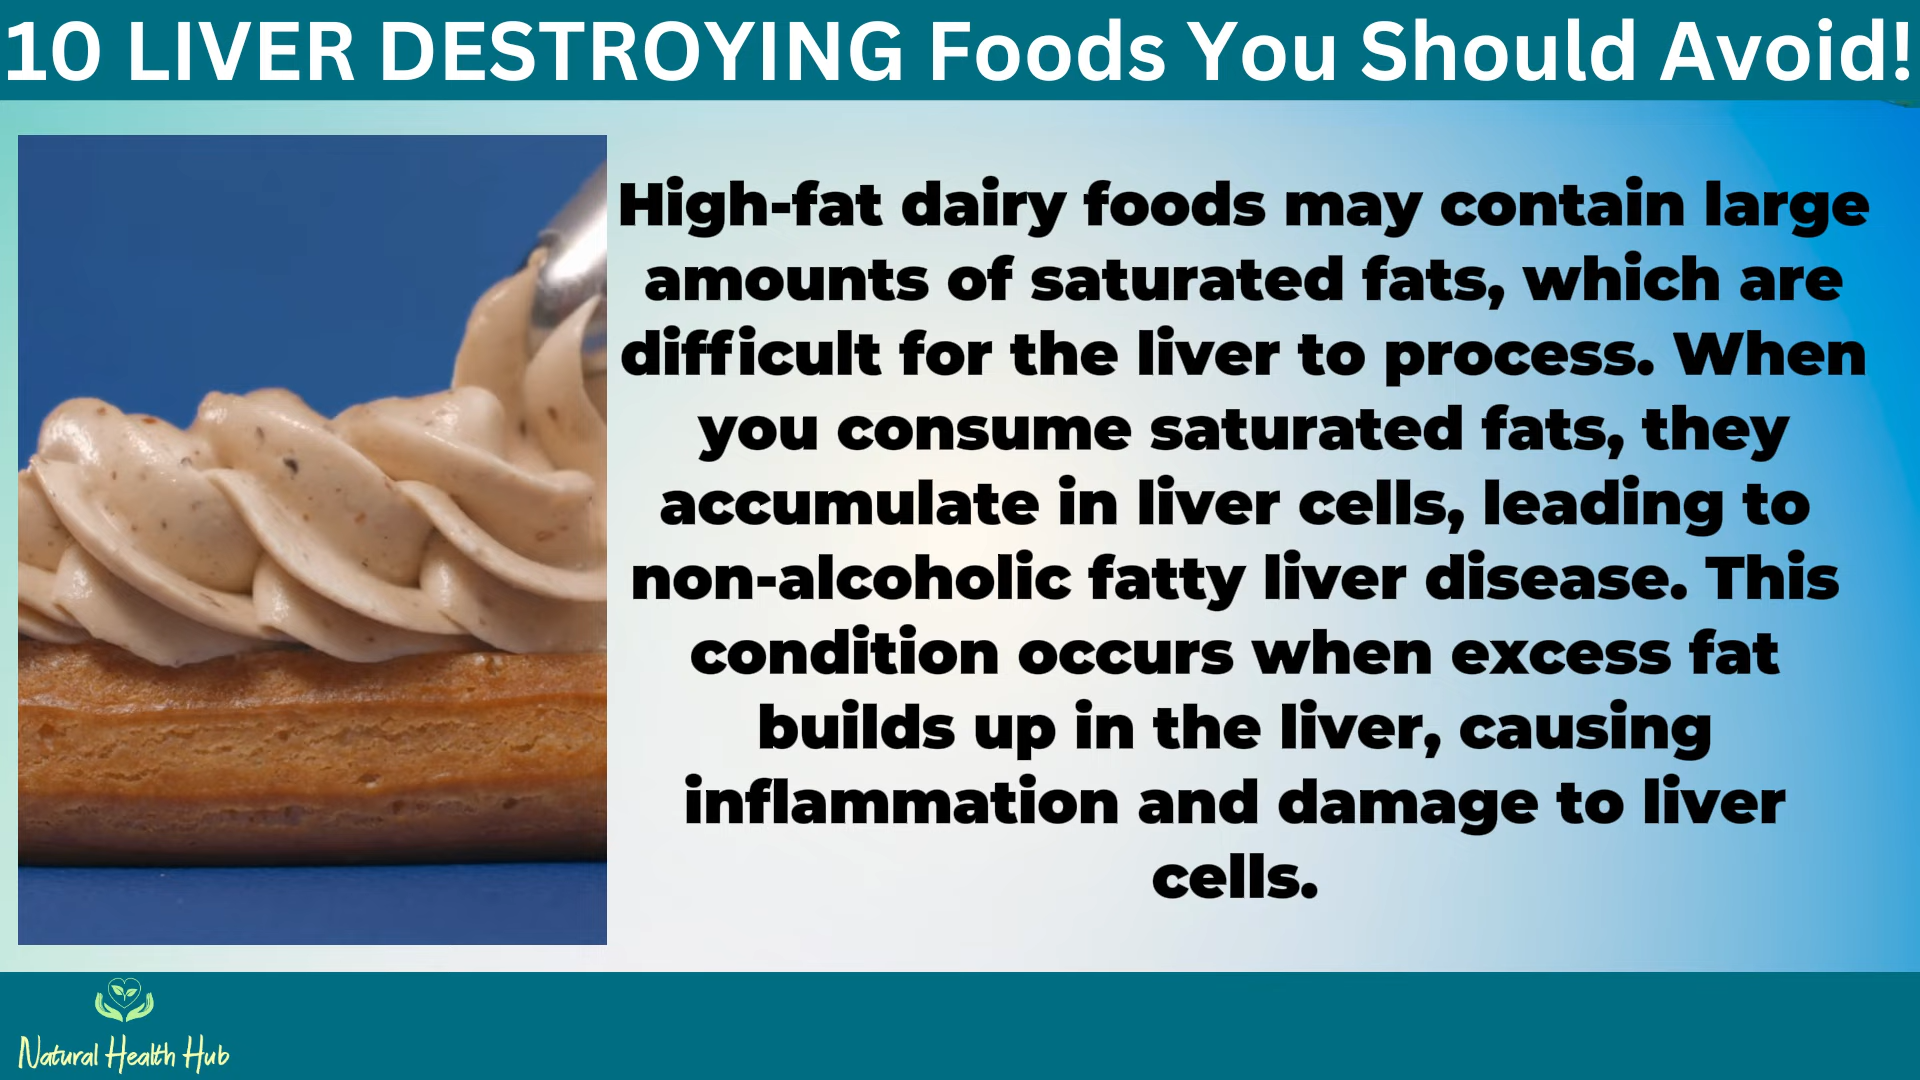 10 LIVER DESTROYING Foods You Should Avoid!
High-fat dairy foods may contain large
amounts of saturated fats, which are
difficult for the liver to process. When
you consume saturated fats, they
accumulate in liver cells, leading to
non-alcoholic fatty liver disease. This
condition occurs when excess fat
builds up in the liver, causing
inflammation and damage to liver
cells.
Natural Health Hub